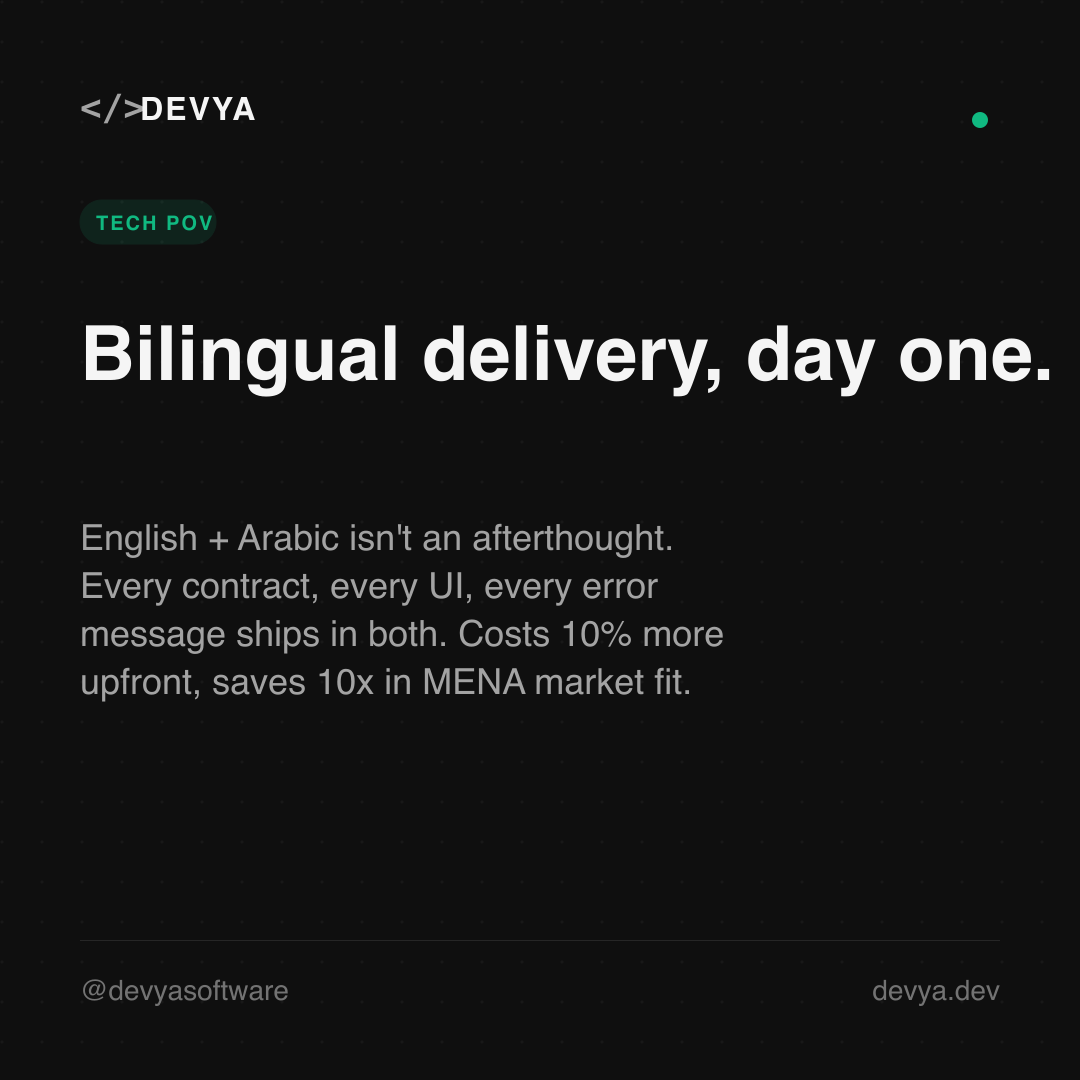 </>DEVYA
TECH POV
Bilingual delivery, day one.
English + Arabic isn't an afterthought.
Every contract, every UI, every error
message ships in both. Costs 10% more
upfront, saves 10x in MENA market fit.
@devyasoftware
devya.dev